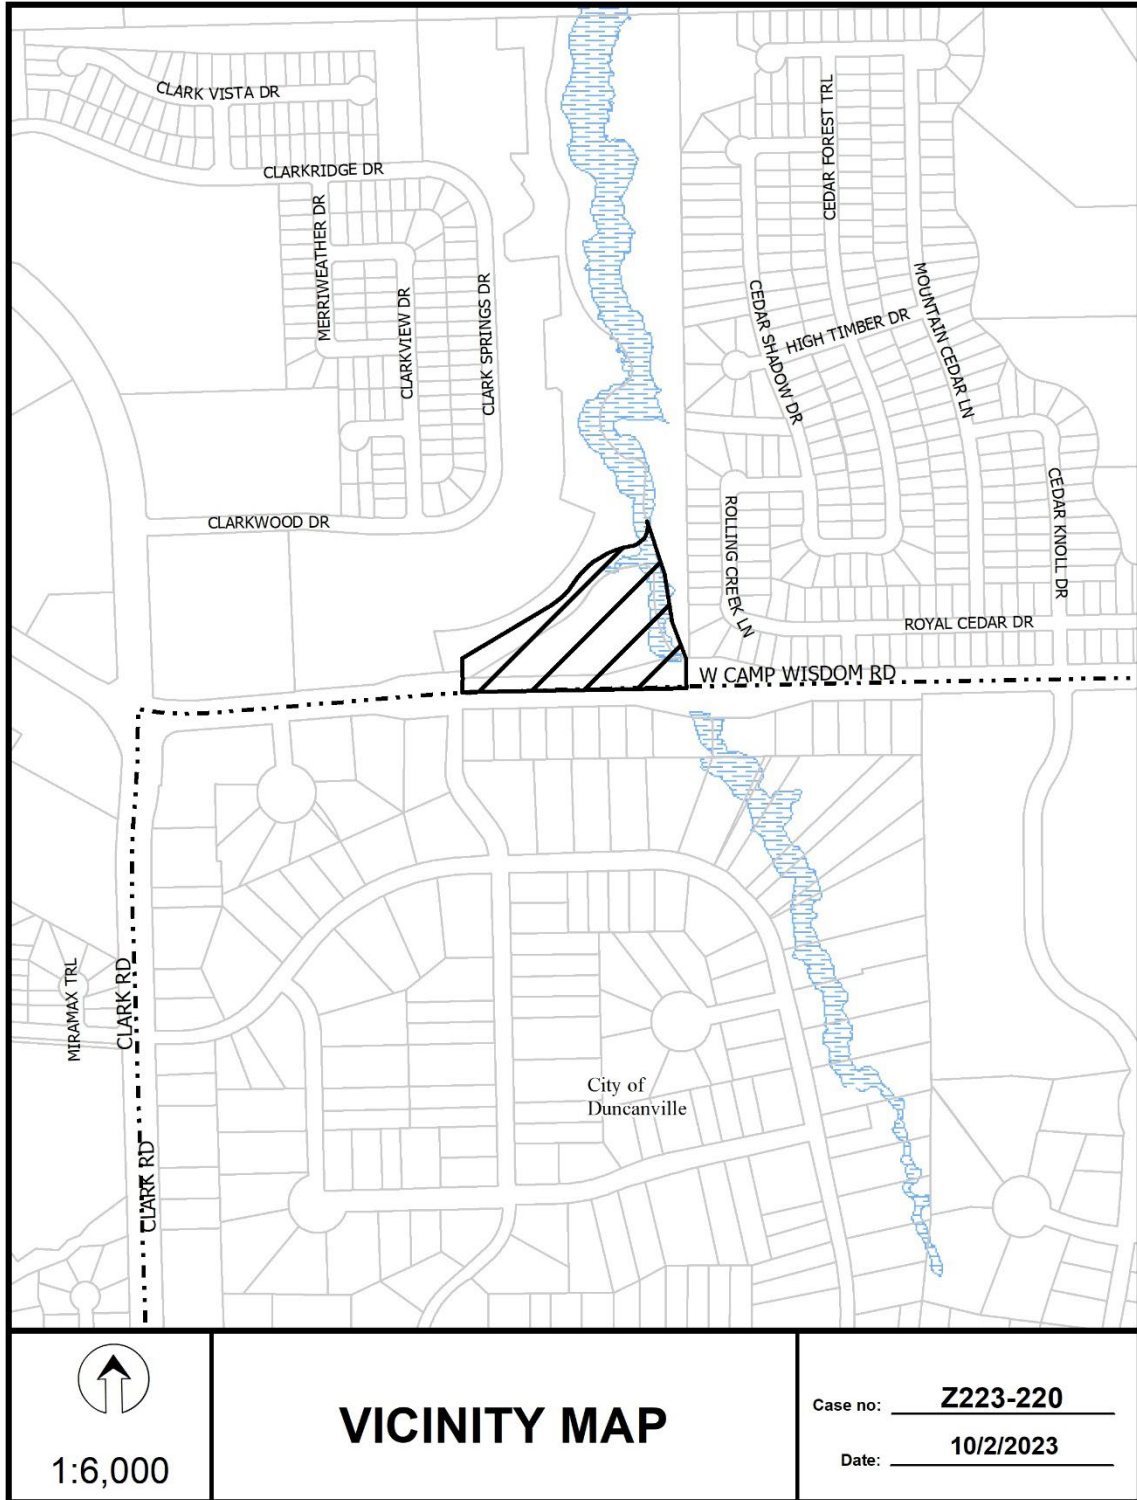 CLARK VISTA DR
CLARKRIDGE DR
MERRIWEATHER DR
CLARKVIEW DR
CLARK SPRINGS DR
CLARKWOOD DR
CEDAR FOREST TRL
MOUNTAIN CEDAR LN
CEDAR SHADOW DR
HIGH TIMBER DR
ROLLING CREEK LN
CEDAR KNOLL DR
ROYAL CEDAR DR
W CAMP WISDOM RD
MIRAMAX TRL
CLARK RD
CLARK RD
City of
Duncanville
1:6,000
VICINITY MAP
Case no: Z223-220
Date: 10/2/2023